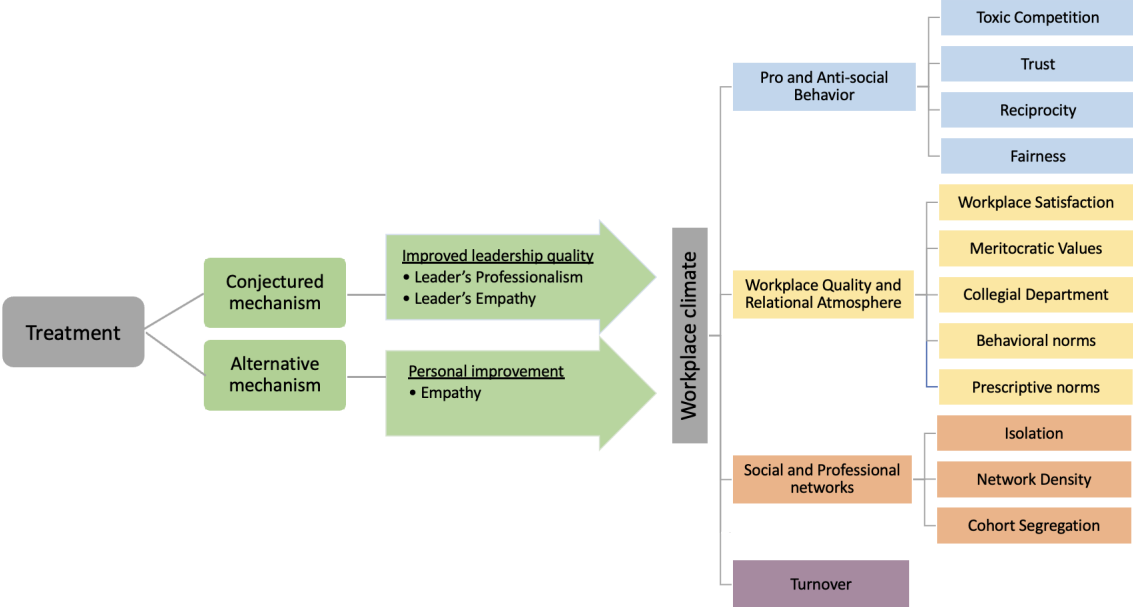 Treatment
Conjectured
mechanism
Alternative
mechanism
Improved leadership quality
• Leader’s Professionalism
• Leader’s Empathy
Personal improvement
• Empathy
Workplace climate
Pro and Anti-social
Behavior
Toxic Competition
Trust
Reciprocity
Fairness
Workplace Quality and
Relational Atmosphere
Workplace Satisfaction
Meritocratic Values
Collegial Department
Behavioral norms
Prescriptive norms
Social and Professional
networks
Isolation
Network Density
Cohort Segregation
Turnover